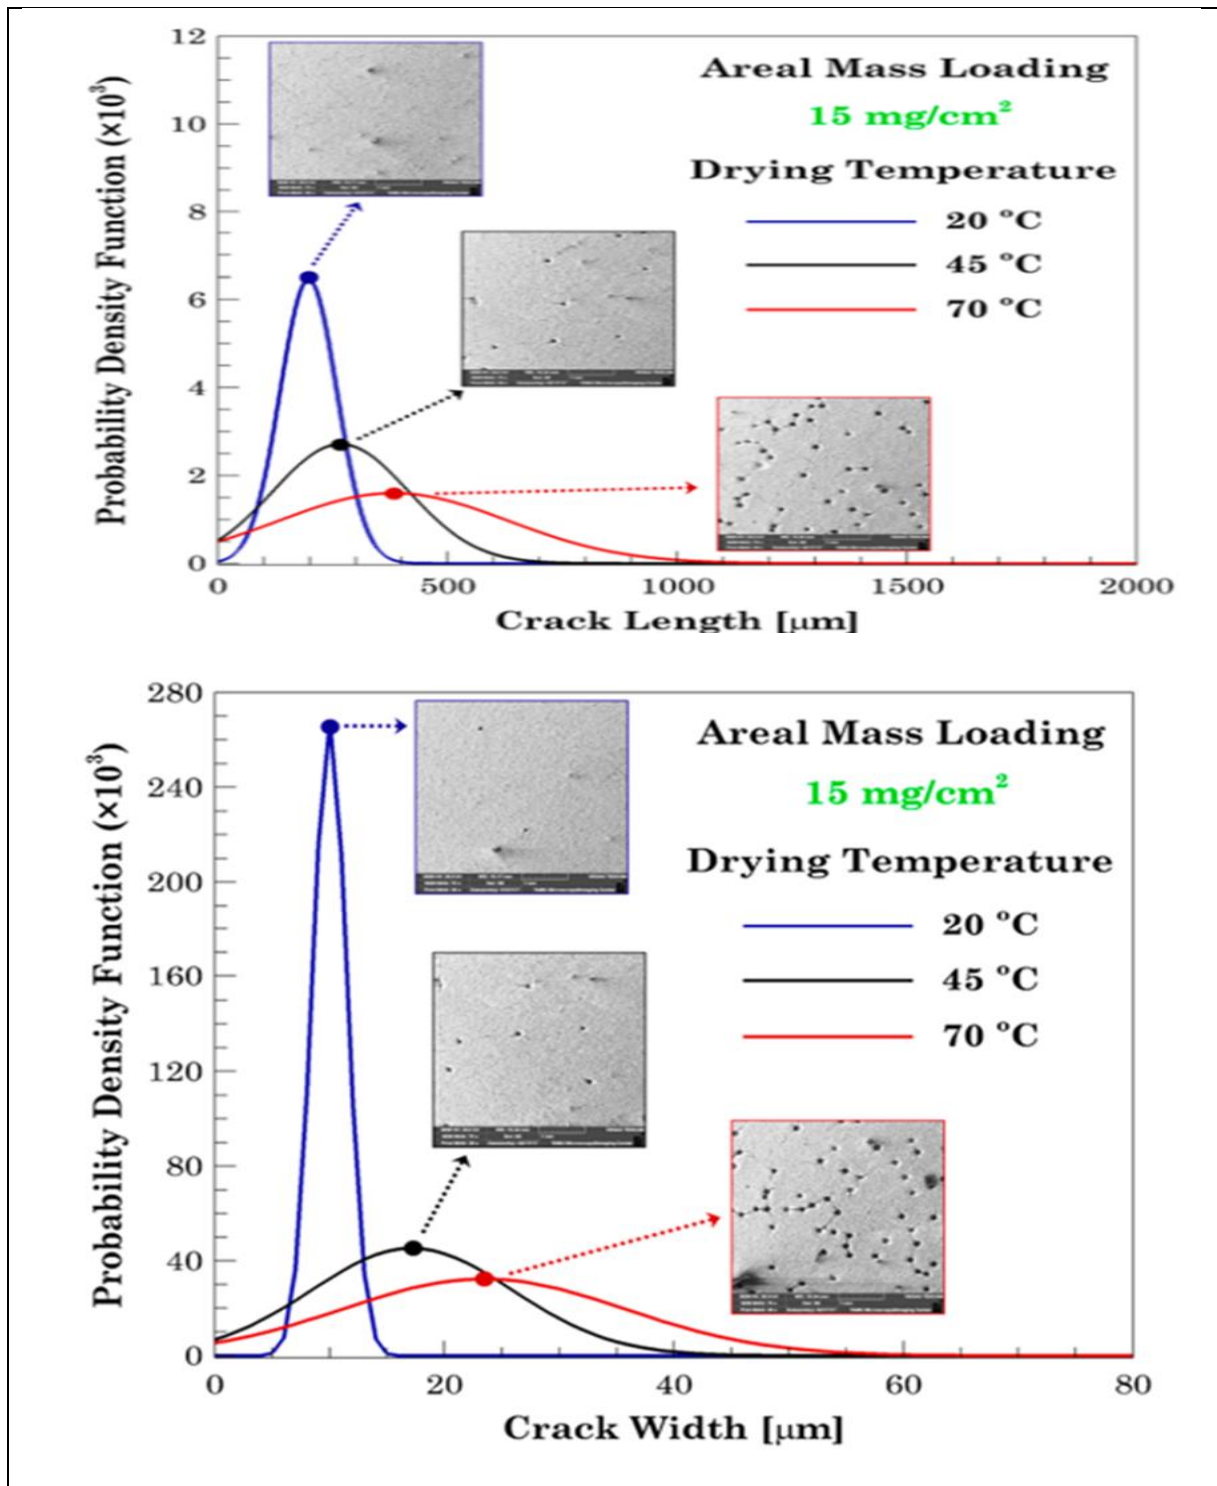 12
10
8
6
4
2
0
Probability Density Function (×10³)
Areal Mass Loading
15 mg/cm²
Drying Temperature
20 °C
45 °C
70 °C
0 500 1000 1500 2000
Crack Length [μm]
280
240
200
160
120
80
40
0
Probability Density Function (×10³)
Areal Mass Loading
15 mg/cm²
Drying Temperature
20 °C
45 °C
70 °C
0 20 40 60 80
Crack Width [μm]